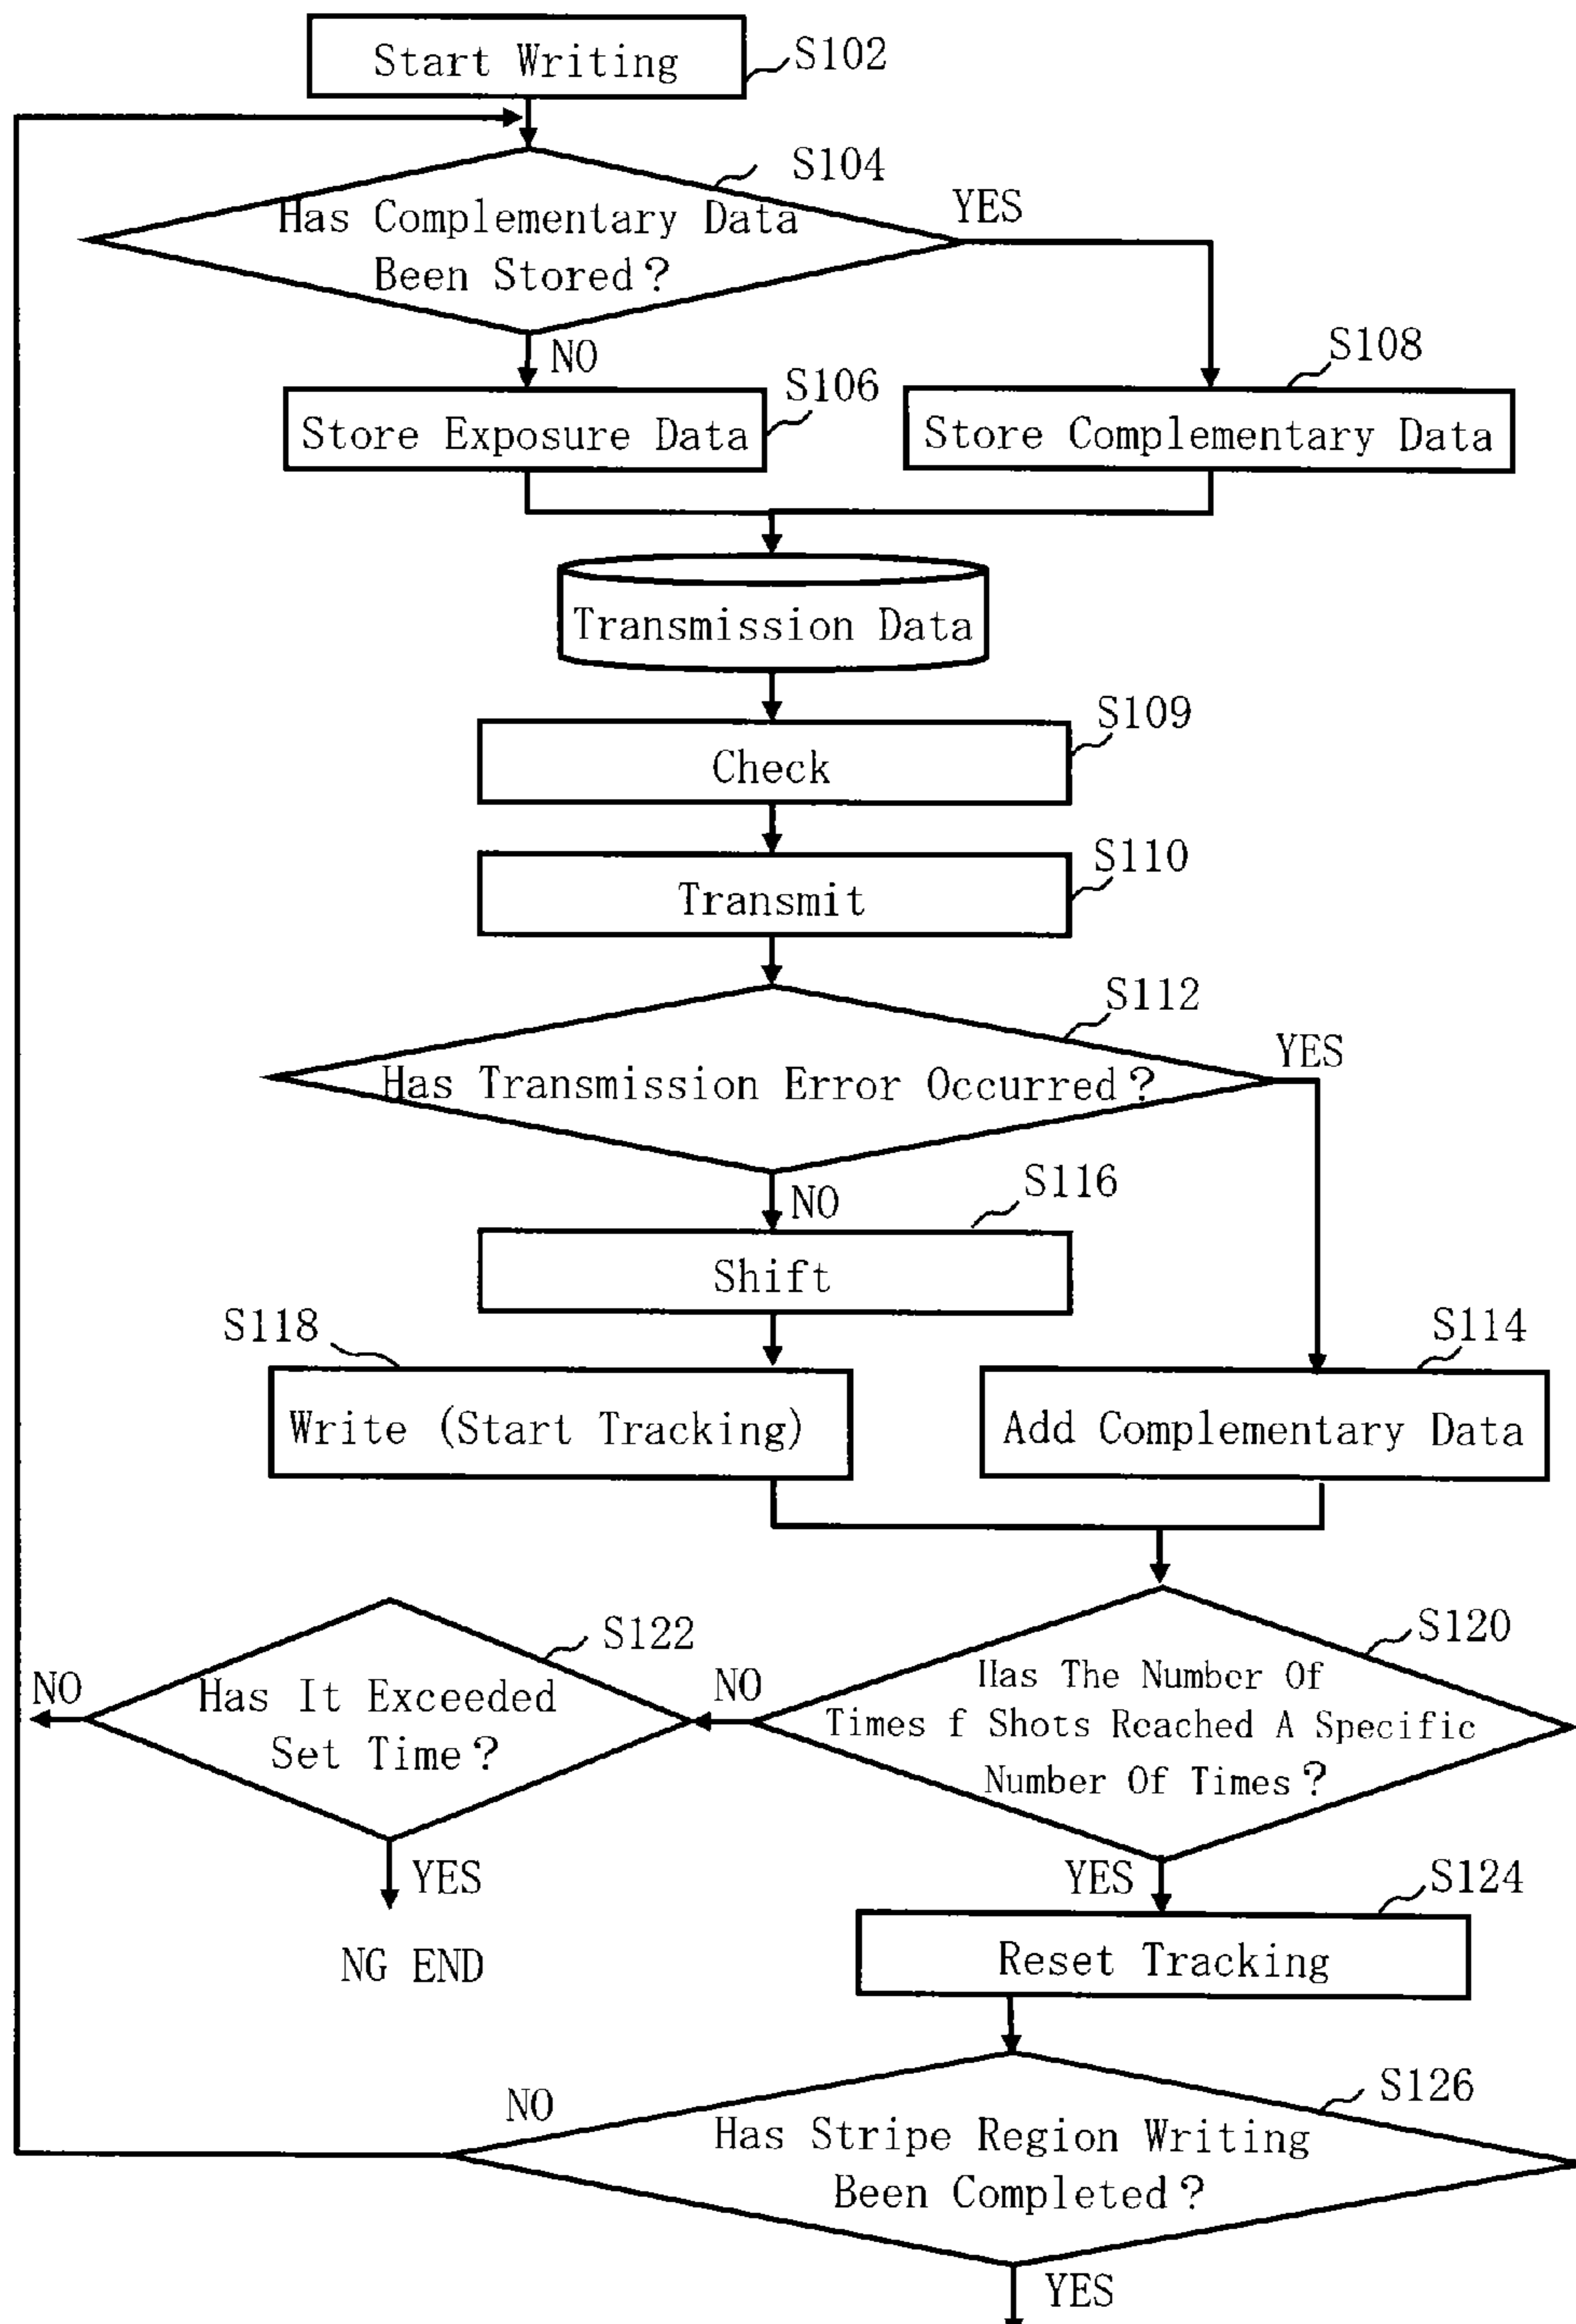 Start Writing
S102
S104
Has Complementary Data
Been Stored?
YES
NO
S106
S108
Store Exposure Data
Store Complementary Data
Transmission Data
S109
Check
S110
Transmit
S112
Has Transmission Error Occurred?
YES
NO
S116
Shift
S118
S114
Write (Start Tracking)
Add Complementary Data
S122
S120
NO
Has It Exceeded
Set Time?
NO
Has The Number Of
Times f Shots Reached A Specific
Number Of Times?
YES
YES
S124
NG END
Reset Tracking
NO
S126
Has Stripe Region Writing
Been Completed?
YES